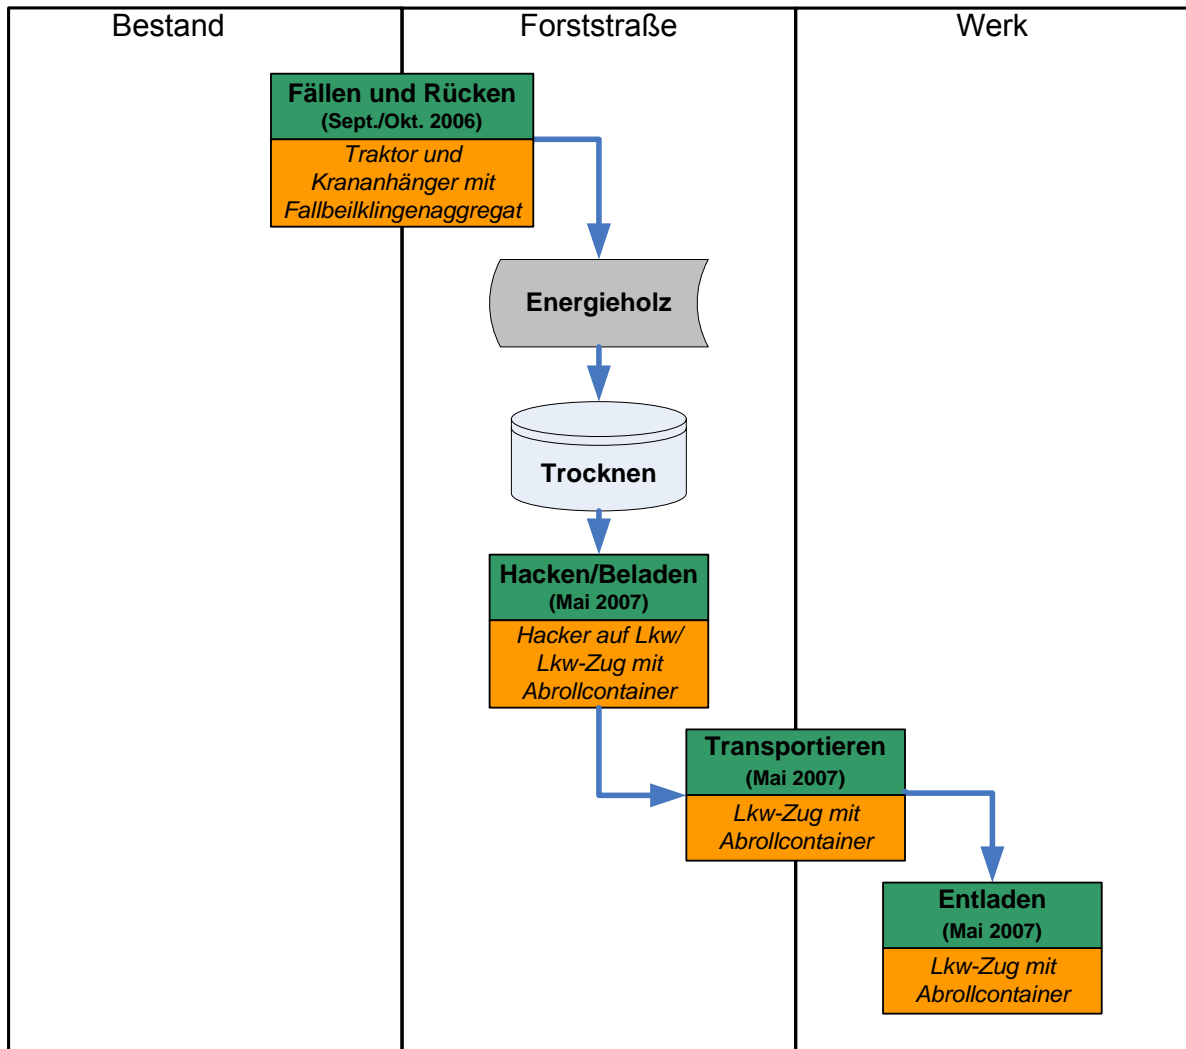 Bestand
Forststraße
Werk
Fällen und Rücken
(Sept./Okt. 2006)
Traktor und
Krananhänger mit
Fallbeilklingenaggregat
Energieholz
Trocknen
Hacken/Beladen
(Mai 2007)
Hacker auf Lkw/
Lkw-Zug mit
Abrollcontainer
Transportieren
(Mai 2007)
Lkw-Zug mit
Abrollcontainer
Entladen
(Mai 2007)
Lkw-Zug mit
Abrollcontainer